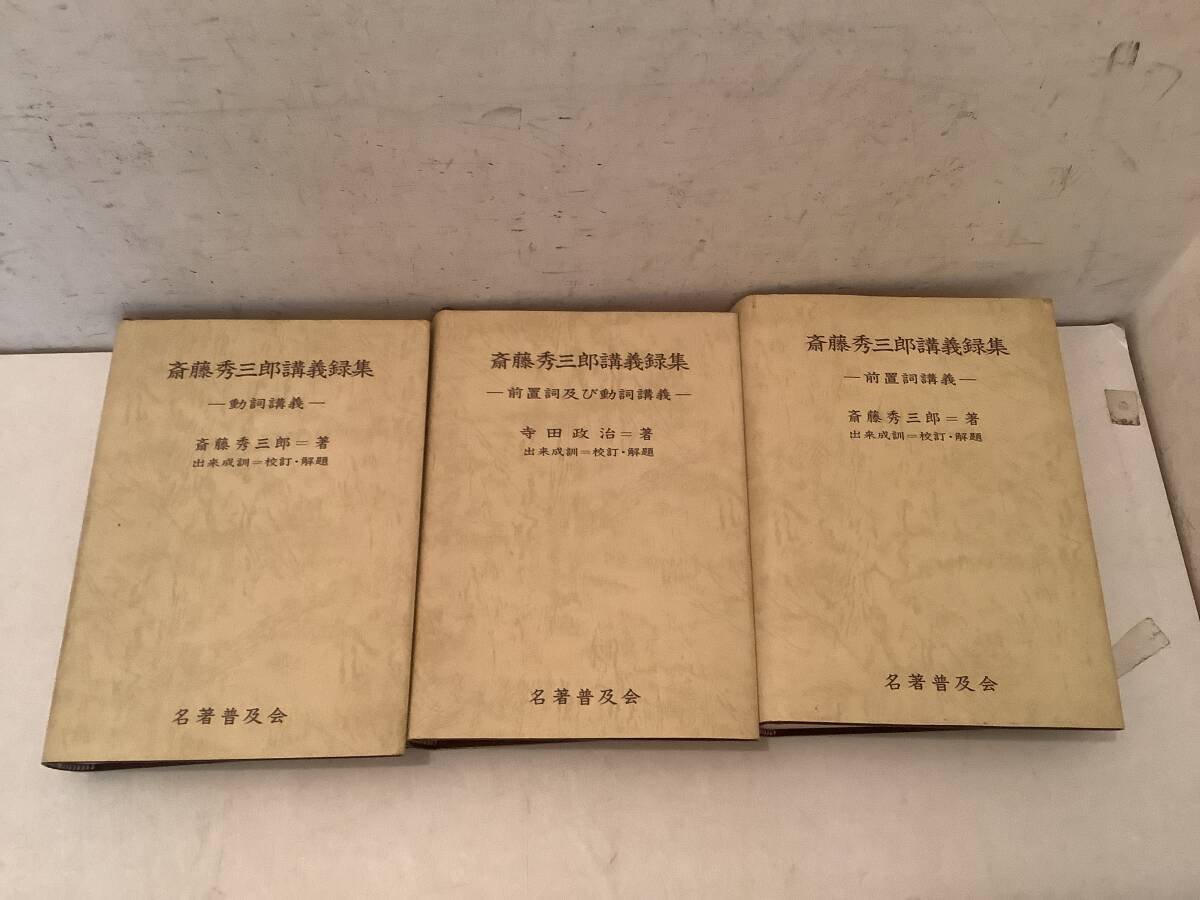 斎藤秀三郎講義録集
—動詞講義—
斎藤秀三郎＝著
出来成訓＝校訂・解題
名著普及会
斎藤秀三郎講義録集
—前置詞及び動詞講義—
寺田政治＝著
出来成訓＝校訂・解題
名著普及会
斎藤秀三郎講義録集
—前置詞講義—
斎藤秀三郎＝著
出来成訓＝校訂・解題
名著普及会